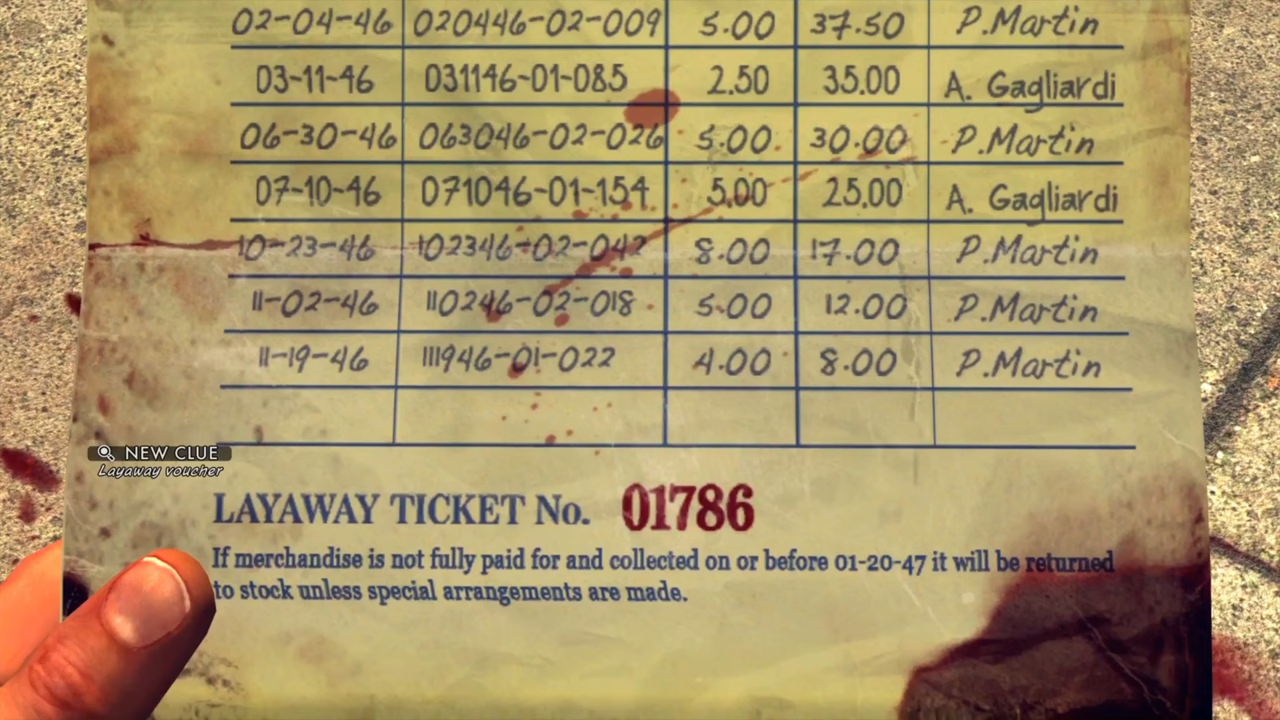 02-04-46 020446-02-009 5.00 37.50 P.Martin
03-11-46 031146-01-085 2.50 35.00 A. Gagliardi
06-30-46 063046-02-026 5.00 30.00 P.Martin
07-10-46 071046-01-154 5.00 25.00 A. Gagliardi
10-23-46 102346-02-042 8.00 17.00 P.Martin
11-02-46 110246-02-018 5.00 12.00 P.Martin
11-19-46 111946-01-022 4.00 8.00 P.Martin
NEW CLUE
Layaway voucher
LAYAWAY TICKET No. 01786
If merchandise is not fully paid for and collected on or before 01-20-47 it will be returned
to stock unless special arrangements are made.